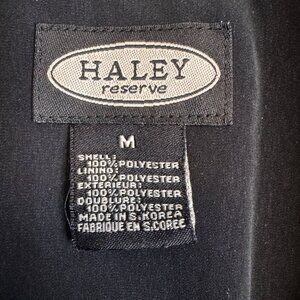 HALEY
reserve
M
SHELL:
100% POLYESTER
LINING:
100% POLYESTER
EXTERIEUR:
100% POLYESTER
DOUBLURE:
100% POLYESTER
MADE IN S.KOREA
FABRIQUE EN S.COREE